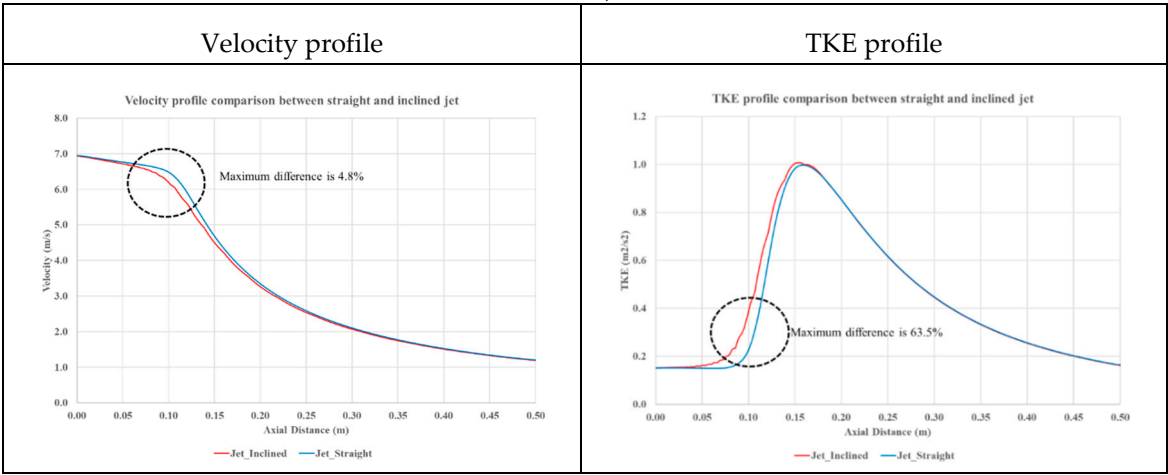 Velocity profile
TKE profile
Velocity profile comparison between straight and inclined jet
8.0
7.0
6.0
5.0
4.0
3.0
2.0
1.0
0.0
Velocity (m/s)
Maximum difference is 4.8%
0.00 0.05 0.10 0.15 0.20 0.25 0.30 0.35 0.40 0.45 0.50
Axial Distance (m)
Jet_Inclined Jet_Straight
TKE profile comparison between straight and inclined jet
1.2
1.0
0.8
0.6
0.4
0.2
0.0
TKE (m2/s2)
Maximum difference is 63.5%
0.00 0.05 0.10 0.15 0.20 0.25 0.30 0.35 0.40 0.45 0.50
Axial Distance (m)
Jet_Inclined Jet_Straight